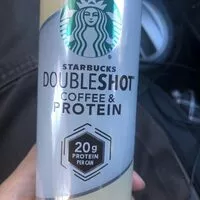 STARBUCKS
DOUBLESHOT
COFFEE &
PROTEIN
20g
PROTEIN
PER CAN